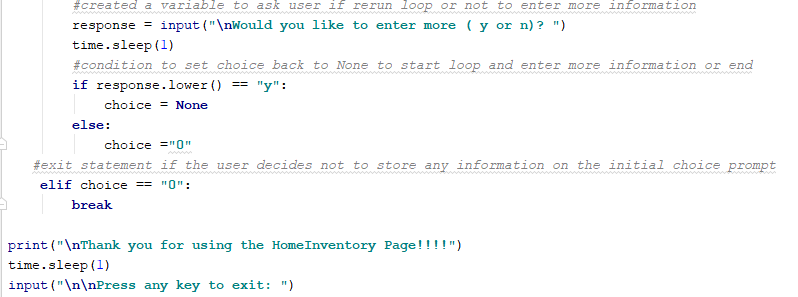 #created a variable to ask user if rerun loop or not to enter more information
response = input("\nWould you like to enter more ( y or n)? ")
time.sleep(1)
#condition to set choice back to None to start loop and enter more information or end
if response.lower() == "y":
choice = None
else:
choice ="0"
#exit statement if the user decides not to store any information on the initial choice prompt
elif choice == "0":
break
print("\nThank you for using the HomeInventory Page!!!!")
time.sleep(1)
input("\n\nPress any key to exit: ")